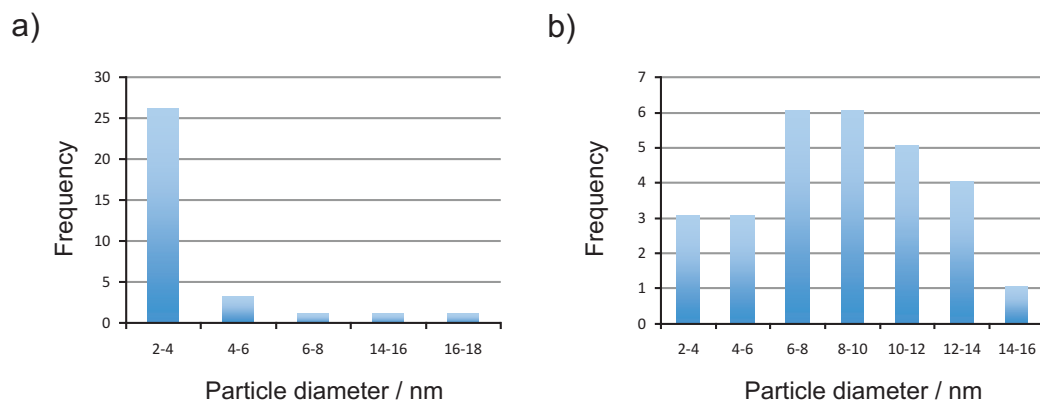 a)
Frequency
30
25
20
15
10
5
0
2-4 4-6 6-8 14-16 16-18
Particle diameter / nm
b)
Frequency
7
6
5
4
3
2
1
0
2-4 4-6 6-8 8-10 10-12 12-14 14-16
Particle diameter / nm